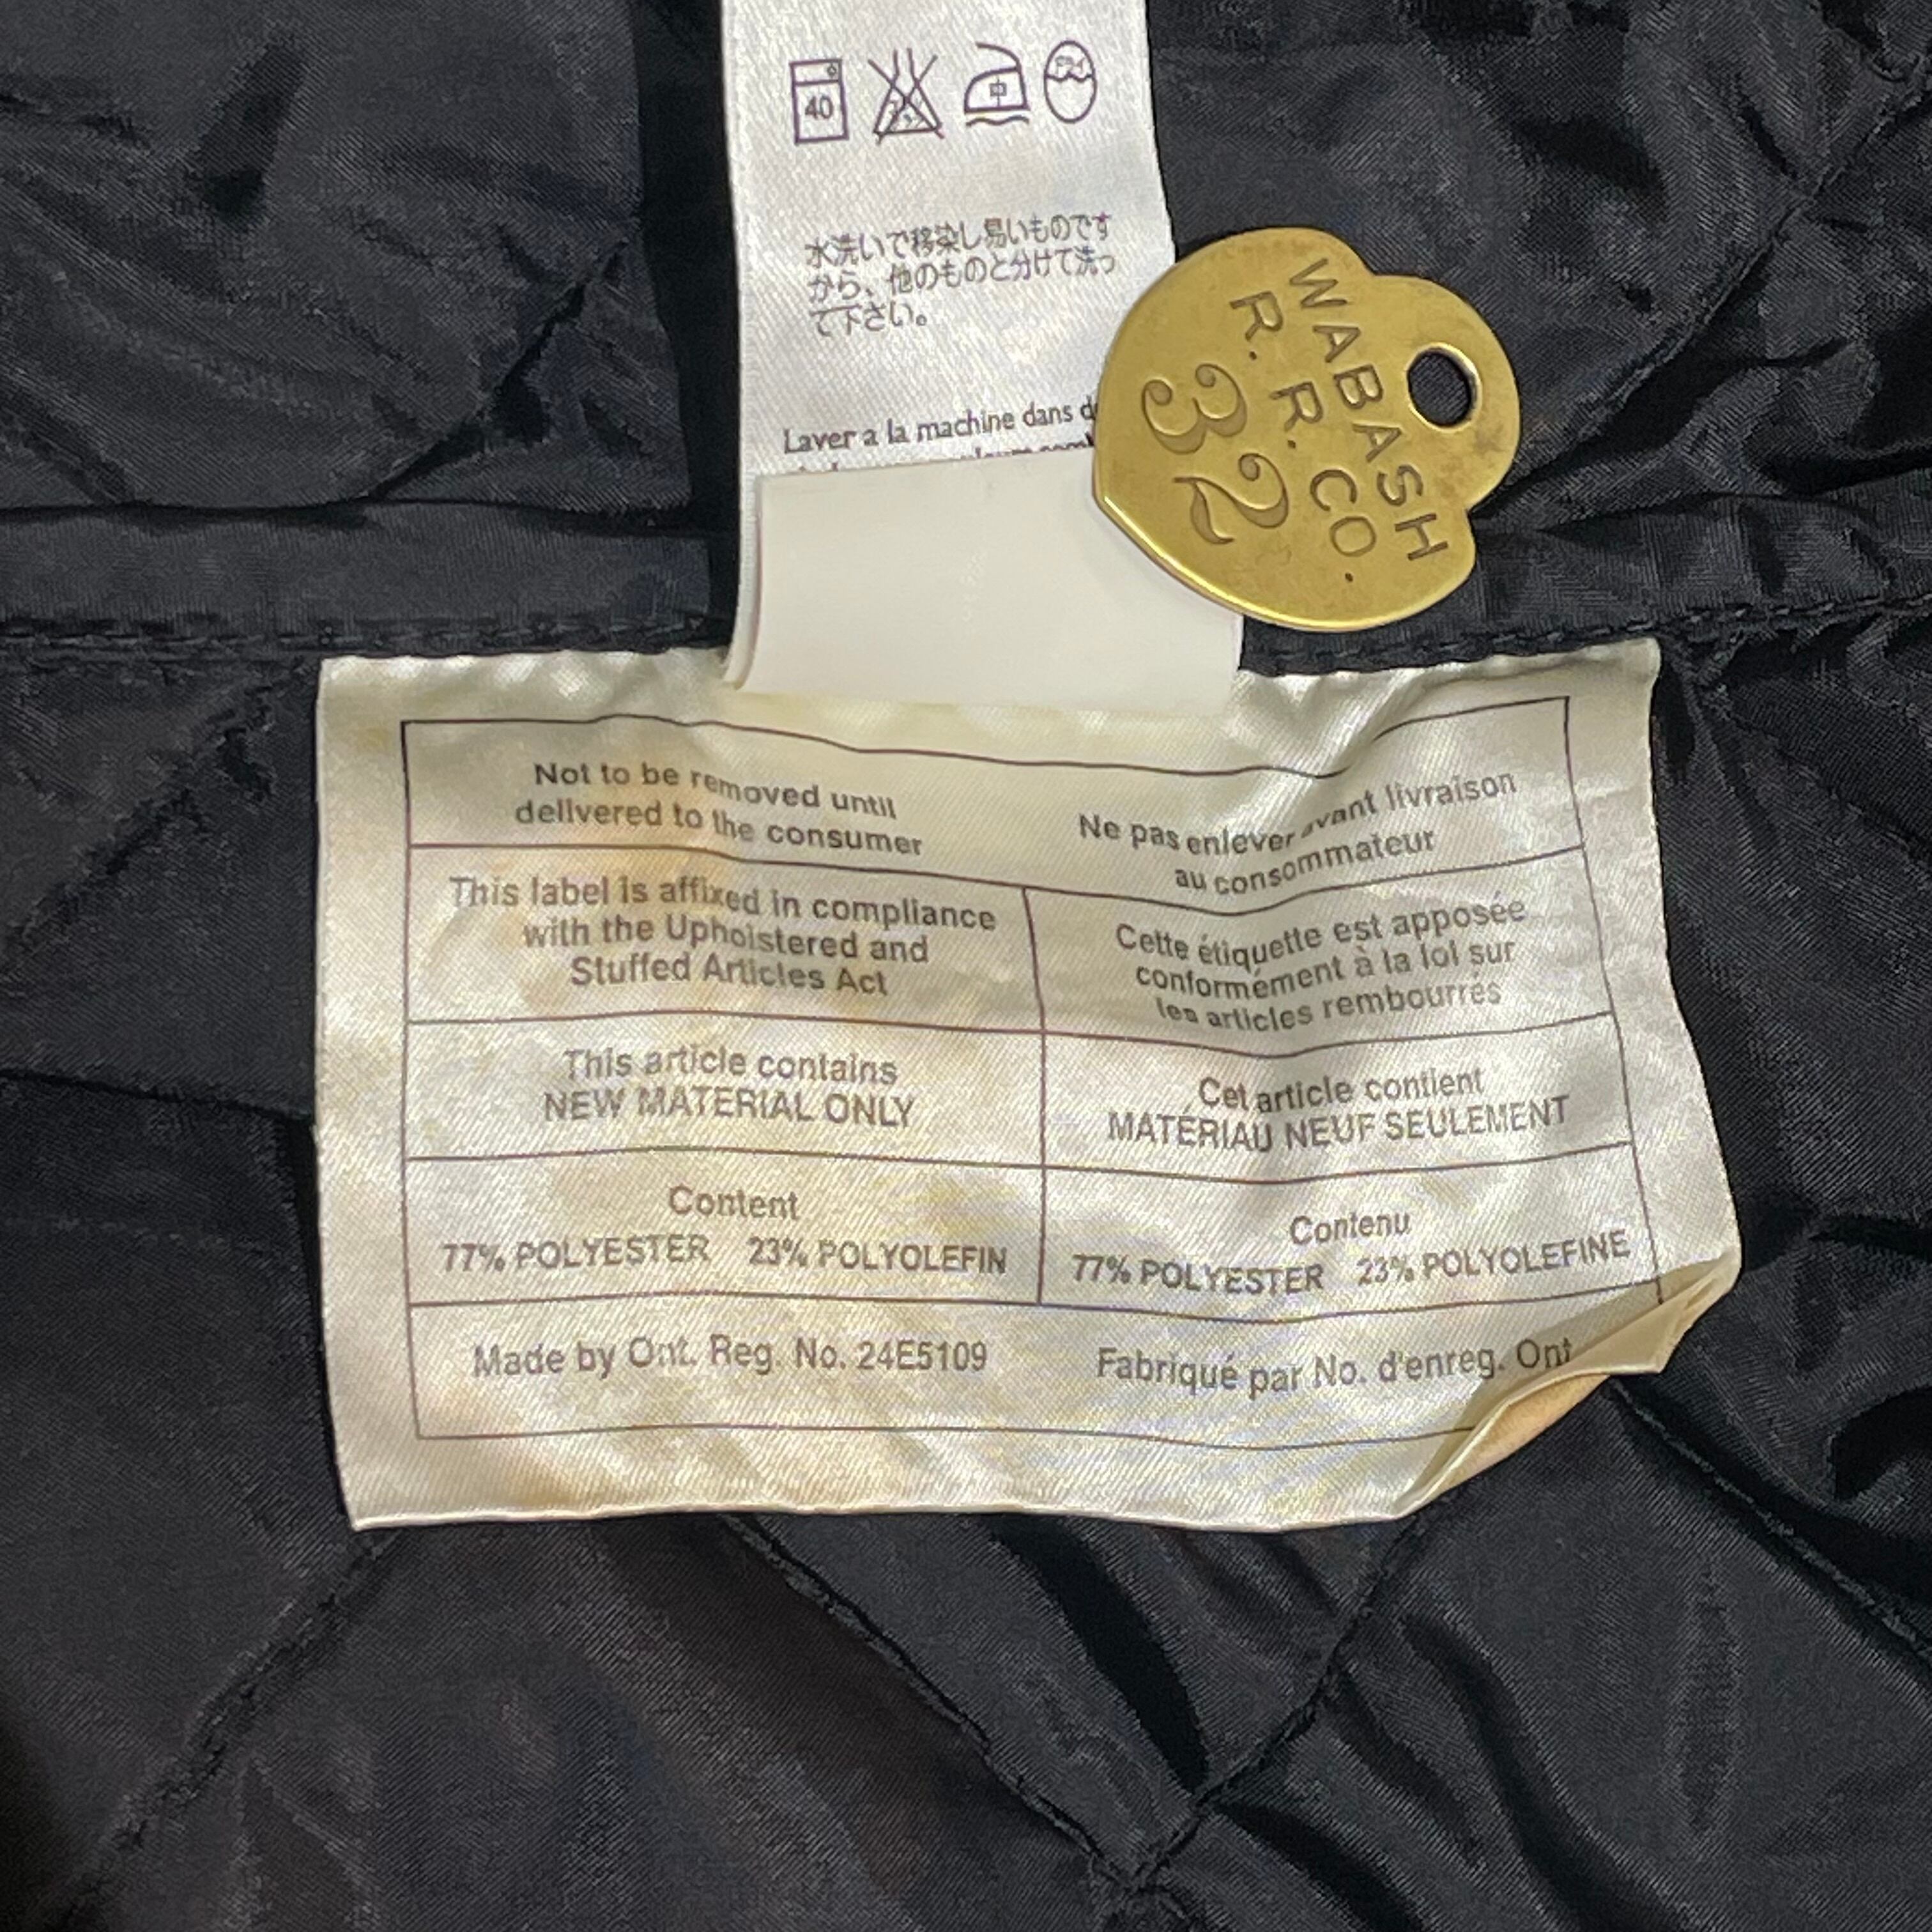 40
中
水洗いで移染し易いものです
から、他のものと分けて洗っ
て下さい。
Laver a la machine dans
WABASH
R. R. CO.
32
Not to be removed until
delivered to the consumer
Ne pas enlever avant livraison
au consommateur
This label is affixed in compliance
with the Upholstered and
Stuffed Articles Act
Cette étiquette est apposée
conformément à la loi sur
les articles rembourrés
This article contains
NEW MATERIAL ONLY
Cet article contient
MATÉRIAU NEUF SEULEMENT
Content
77% POLYESTER 23% POLYOLEFIN
Contenu
77% POLYESTER 23% POLYOLEFINE
Made by Ont. Reg. No. 24E5109
Fabriqué par No. d'enreg. Ont